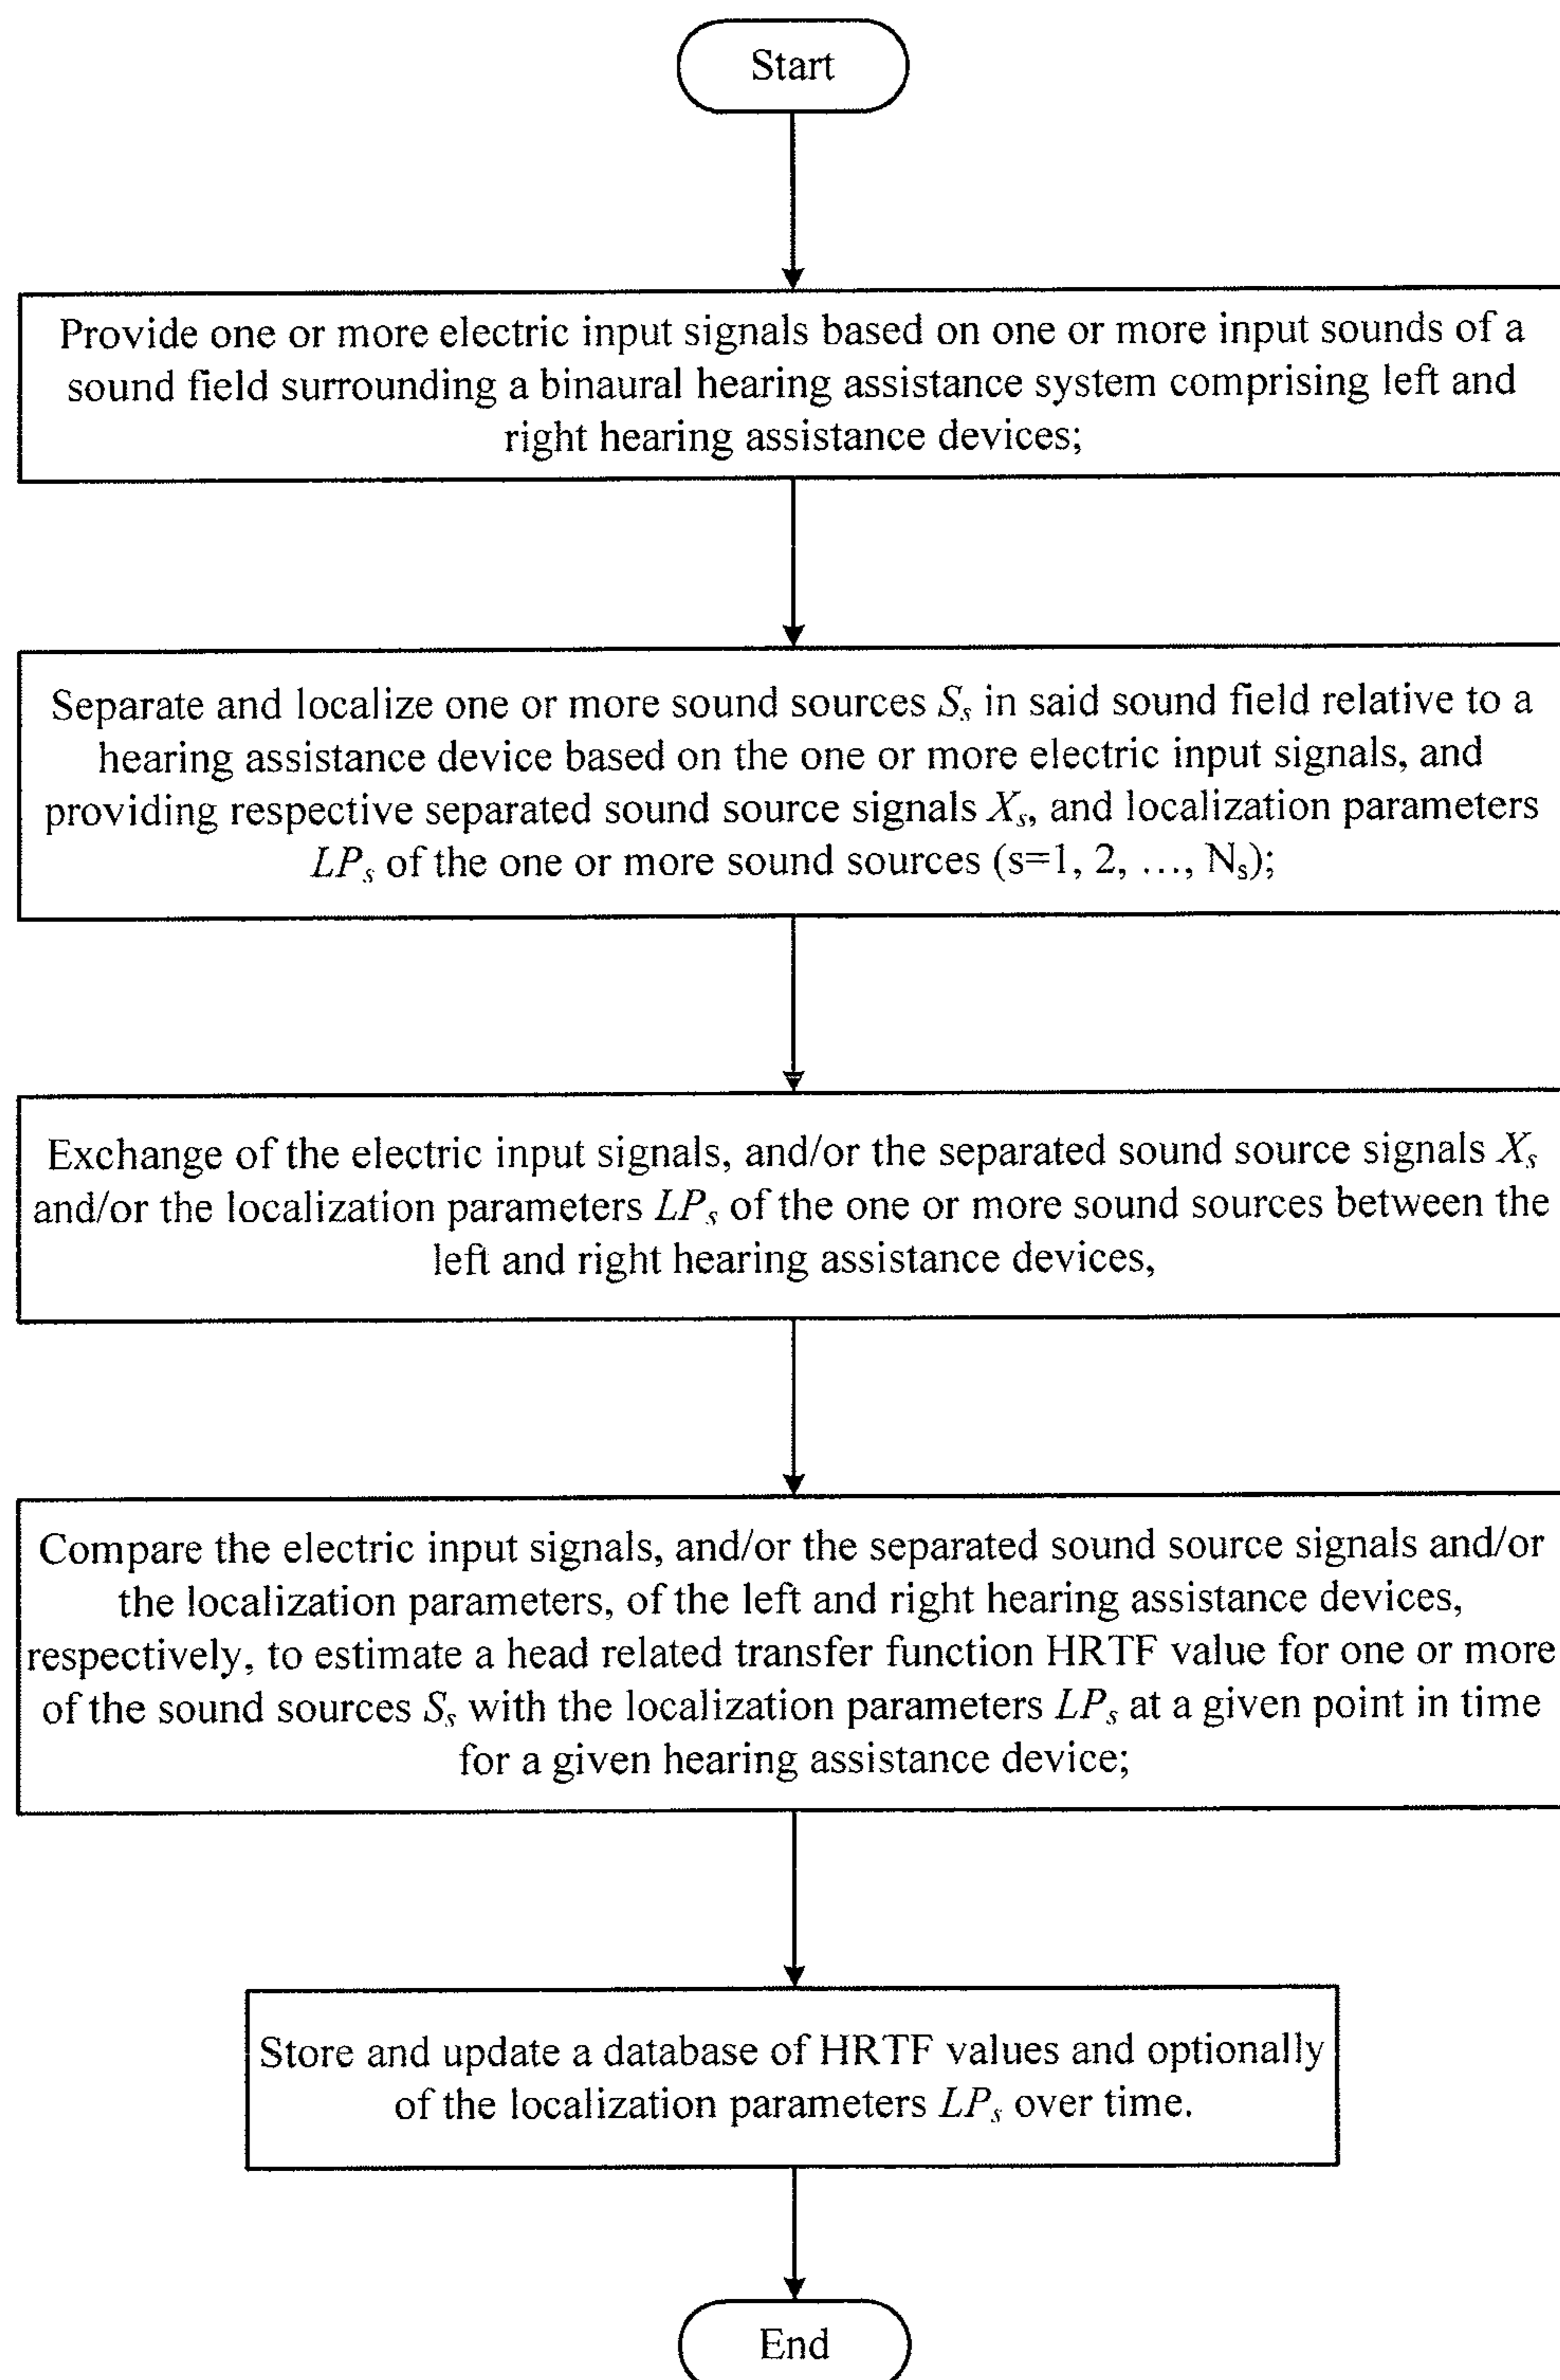 Start
Provide one or more electric input signals based on one or more input sounds of a
sound field surrounding a binaural hearing assistance system comprising left and
right hearing assistance devices;
Separate and localize one or more sound sources Sₛ in said sound field relative to a
hearing assistance device based on the one or more electric input signals, and
providing respective separated sound source signals Xₛ, and localization parameters
LPₛ of the one or more sound sources (s=1, 2, …, Nₛ);
Exchange of the electric input signals, and/or the separated sound source signals Xₛ
and/or the localization parameters LPₛ of the one or more sound sources between the
left and right hearing assistance devices,
Compare the electric input signals, and/or the separated sound source signals and/or
the localization parameters, of the left and right hearing assistance devices,
respectively, to estimate a head related transfer function HRTF value for one or more
of the sound sources Sₛ with the localization parameters LPₛ at a given point in time
for a given hearing assistance device;
Store and update a database of HRTF values and optionally
of the localization parameters LPₛ over time.
End